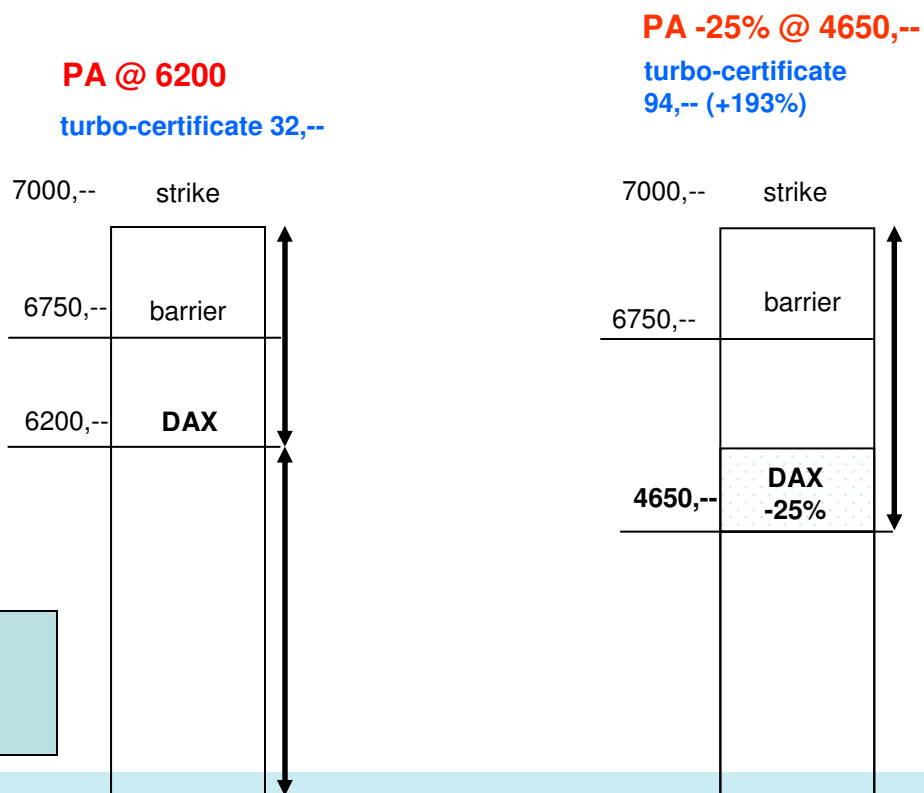 PA @ 6200
turbo-certificate 32,--
7000,-- strike
6750,-- barrier
6200,-- DAX
PA -25% @ 4650,--
turbo-certificate
94,-- (+193%)
7000,-- strike
barrier
6750,--
DAX
4650,--
-25%